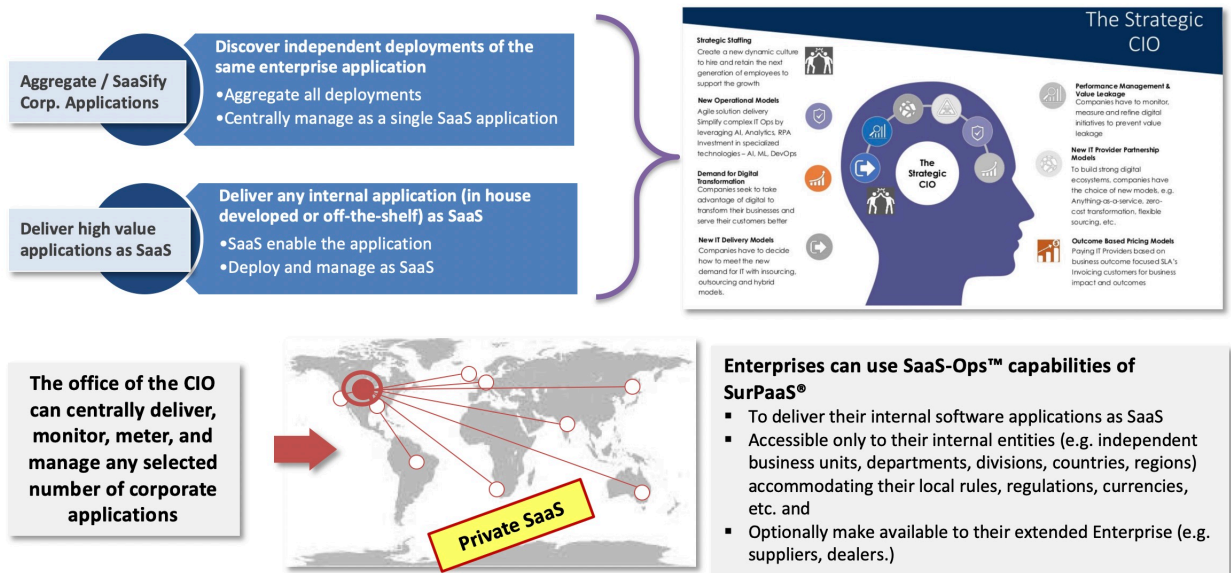 Aggregate / SaaSify
Corp. Applications
Discover independent deployments of the
same enterprise application
•Aggregate all deployments
•Centrally manage as a single SaaS application
Deliver high value
applications as SaaS
Deliver any internal application (in house
developed or off-the-shelf) as SaaS
•SaaS enable the application
•Deploy and manage as SaaS
The Strategic
CIO
Strategic Staffing
Create a new dynamic culture
to hire and retain the next
generation of employees to
support the growth
New Operational Models
Agile solution delivery
Simplify complex IT Ops by
leveraging AI, Analytics, RPA
Investment in specialized
technologies – AI, ML, DevOps
Demand for Digital
Transformation
Companies seek to take
advantage of digital to
transform their businesses and
serve their customers better
New IT Delivery Models
Companies have to decide
how to meet the new
demand for IT with insourcing,
outsourcing and hybrid
models.
The
Strategic
CIO
Performance Management &
Value Leakage
Companies have to monitor,
measure and refine digital
initiatives to prevent value
leakage
New IT Provider Partnership
Models
To build strong digital
ecosystems, companies have
the choice of new models, e.g.
Anything-as-a-service, zero-
cost transformation, flexible
sourcing, etc.
Outcome Based Pricing Models
Paying IT Providers based on
business outcome focused SLA's
Invoicing customers for business
impact and outcomes
The office of the CIO
can centrally deliver,
monitor, meter, and
manage any selected
number of corporate
applications
Private SaaS
Enterprises can use SaaS-Ops™ capabilities of
SurPaaS®
▪ To deliver their internal software applications as SaaS
▪ Accessible only to their internal entities (e.g. independent
business units, departments, divisions, countries, regions)
accommodating their local rules, regulations, currencies,
etc. and
▪ Optionally make available to their extended Enterprise (e.g.
suppliers, dealers.)